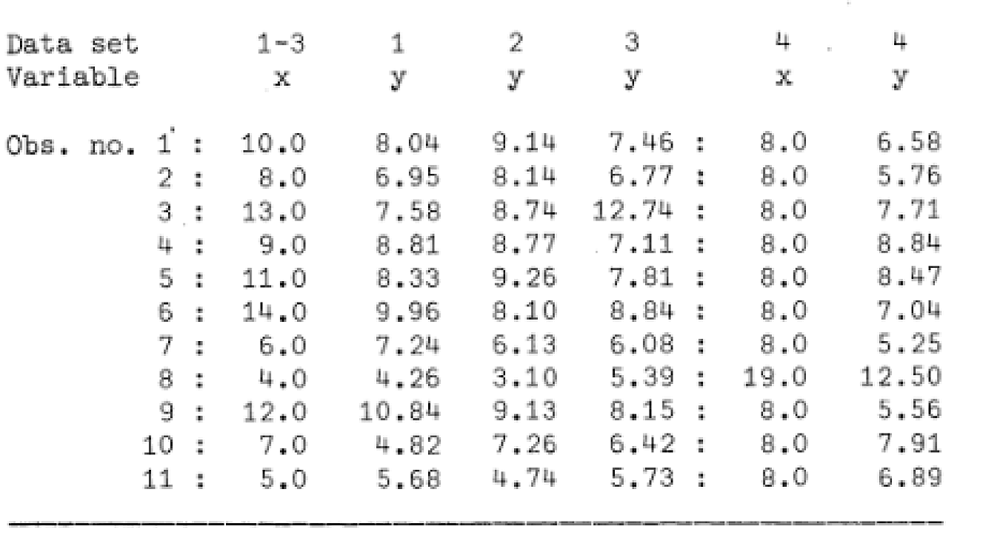 Data set 1-3 1 2 3 4 4
Variable x y y y x y
Obs. no. 1 : 10.0 8.04 9.14 7.46 : 8.0 6.58
2 : 8.0 6.95 8.14 6.77 : 8.0 5.76
3 : 13.0 7.58 8.74 12.74 : 8.0 7.71
4 : 9.0 8.81 8.77 7.11 : 8.0 8.84
5 : 11.0 8.33 9.26 7.81 : 8.0 8.47
6 : 14.0 9.96 8.10 8.84 : 8.0 7.04
7 : 6.0 7.24 6.13 6.08 : 8.0 5.25
8 : 4.0 4.26 3.10 5.39 : 19.0 12.50
9 : 12.0 10.84 9.13 8.15 : 8.0 5.56
10 : 7.0 4.82 7.26 6.42 : 8.0 7.91
11 : 5.0 5.68 4.74 5.73 : 8.0 6.89